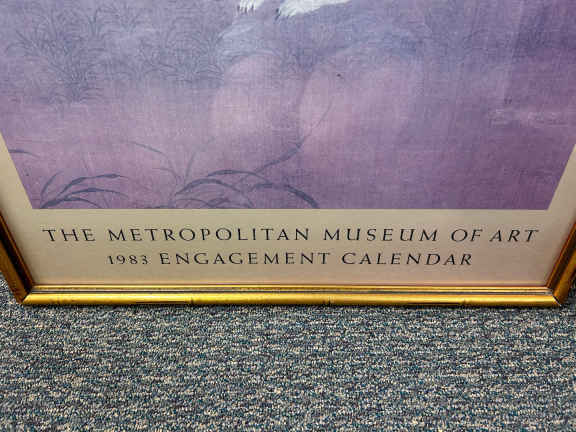 THE METROPOLITAN MUSEUM OF ART
1983 ENGAGEMENT CALENDAR